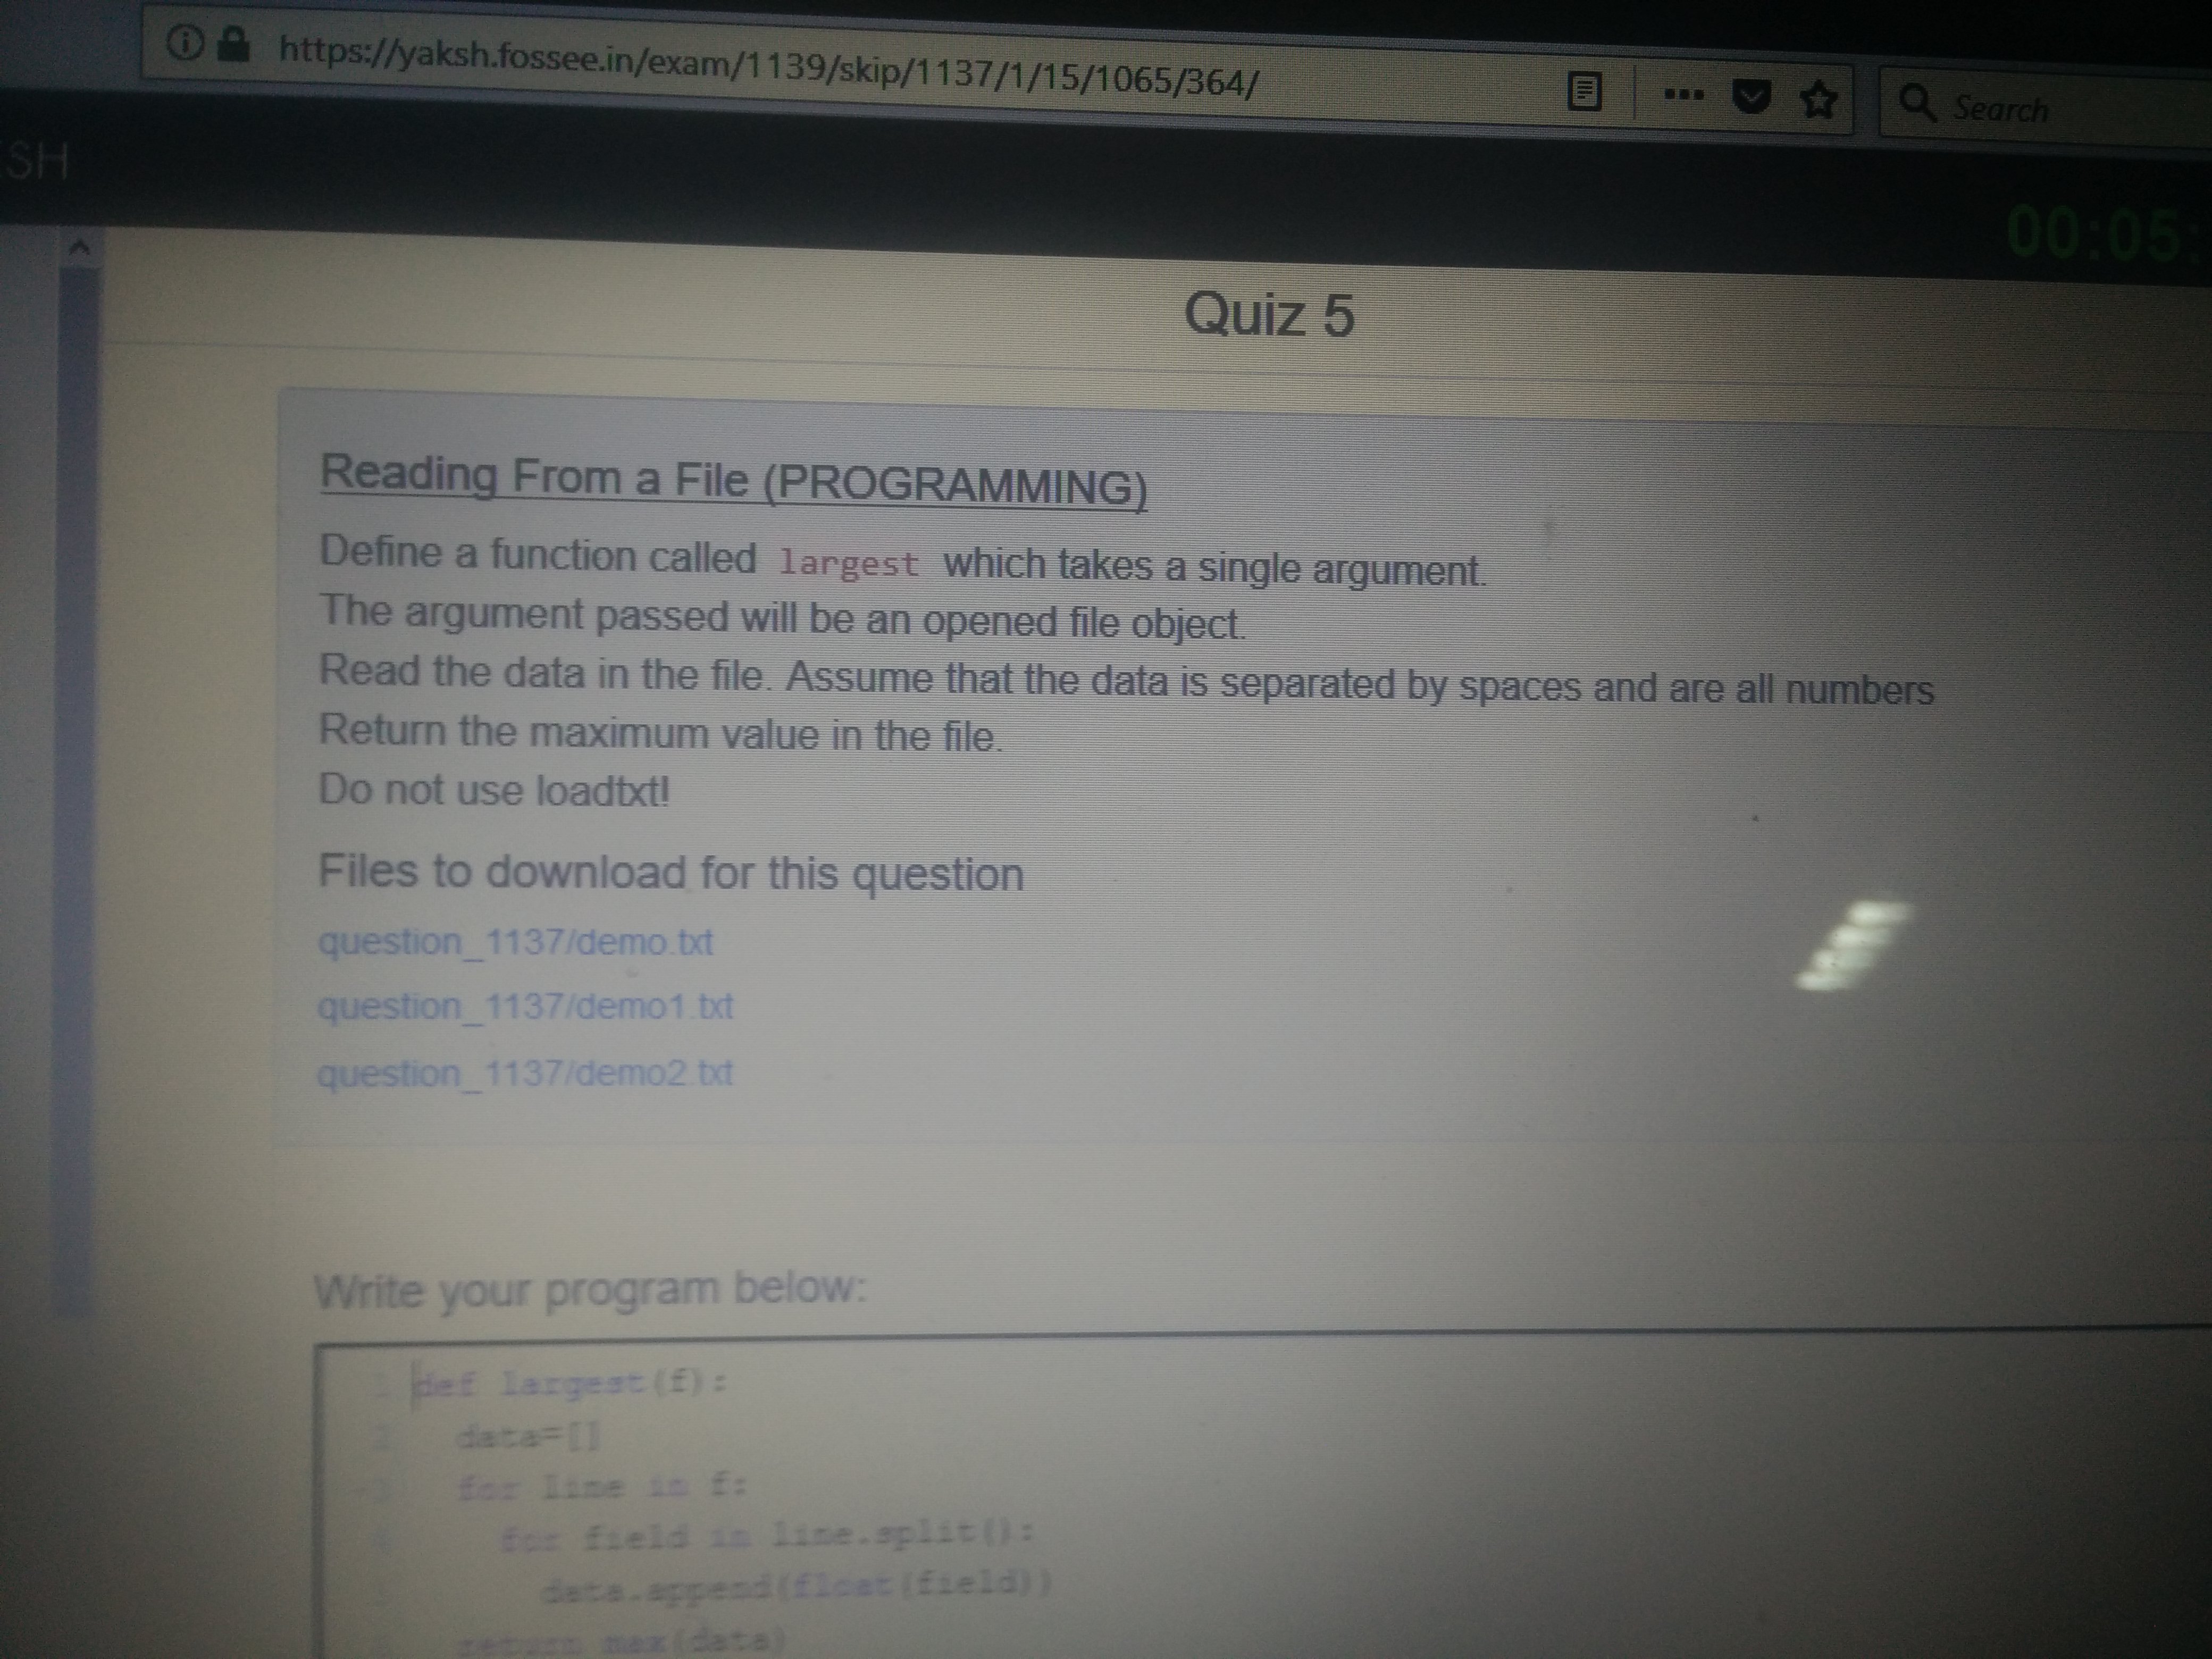 https://yaksh.fossee.in/exam/1139/skip/1137/1/15/1065/364/
Search
SH
00:05:
Quiz 5
Reading From a File (PROGRAMMING)
Define a function called largest which takes a single argument.
The argument passed will be an opened file object.
Read the data in the file. Assume that the data is separated by spaces and are all numbers
Return the maximum value in the file.
Do not use loadtxt!
Files to download for this question
question_1137/demo.txt
question_1137/demo1.txt
question_1137/demo2.txt
Write your program below:
1 def largest(f):
2 data=[]
for line in f:
for field in line.split():
data.append(float(field))
return max(data)